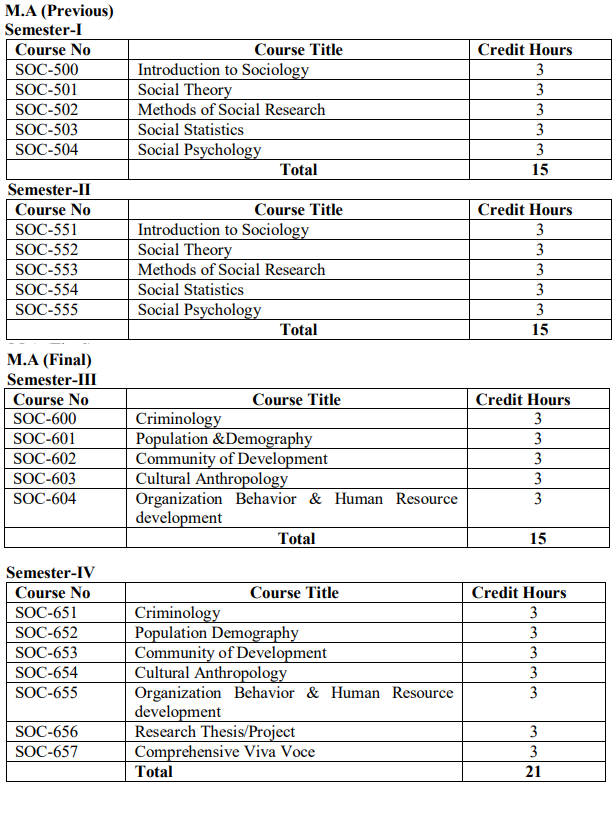 M.A (Previous)
Semester-I
Course No Course Title Credit Hours
SOC-500 Introduction to Sociology 3
SOC-501 Social Theory 3
SOC-502 Methods of Social Research 3
SOC-503 Social Statistics 3
SOC-504 Social Psychology 3
Total 15
Semester-II
Course No Course Title Credit Hours
SOC-551 Introduction to Sociology 3
SOC-552 Social Theory 3
SOC-553 Methods of Social Research 3
SOC-554 Social Statistics 3
SOC-555 Social Psychology 3
Total 15
M.A (Final)
Semester-III
Course No Course Title Credit Hours
SOC-600 Criminology 3
SOC-601 Population &Demography 3
SOC-602 Community of Development 3
SOC-603 Cultural Anthropology 3
SOC-604 Organization Behavior & Human Resource 3
development
Total 15
Semester-IV
Course No Course Title Credit Hours
SOC-651 Criminology 3
SOC-652 Population Demography 3
SOC-653 Community of Development 3
SOC-654 Cultural Anthropology 3
SOC-655 Organization Behavior & Human Resource 3
development
SOC-656 Research Thesis/Project 3
SOC-657 Comprehensive Viva Voce 3
Total 21